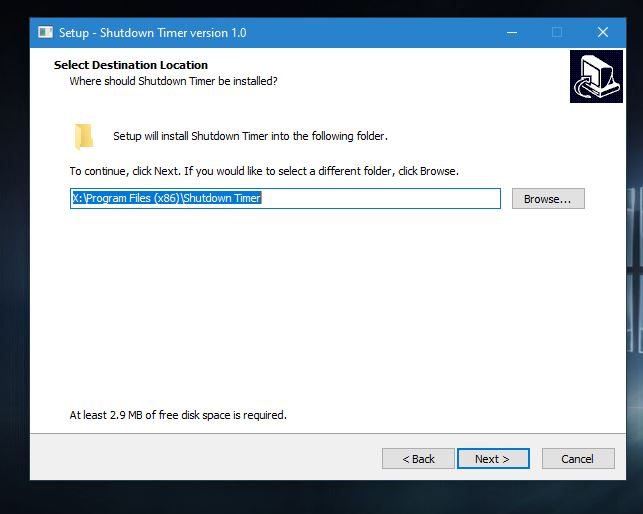 Setup - Shutdown Timer version 1.0
Select Destination Location
Where should Shutdown Timer be installed?
Setup will install Shutdown Timer into the following folder.
To continue, click Next. If you would like to select a different folder, click Browse.
X:\Program Files (x86)\Shutdown Timer
Browse...
At least 2.9 MB of free disk space is required.
< Back
Next >
Cancel